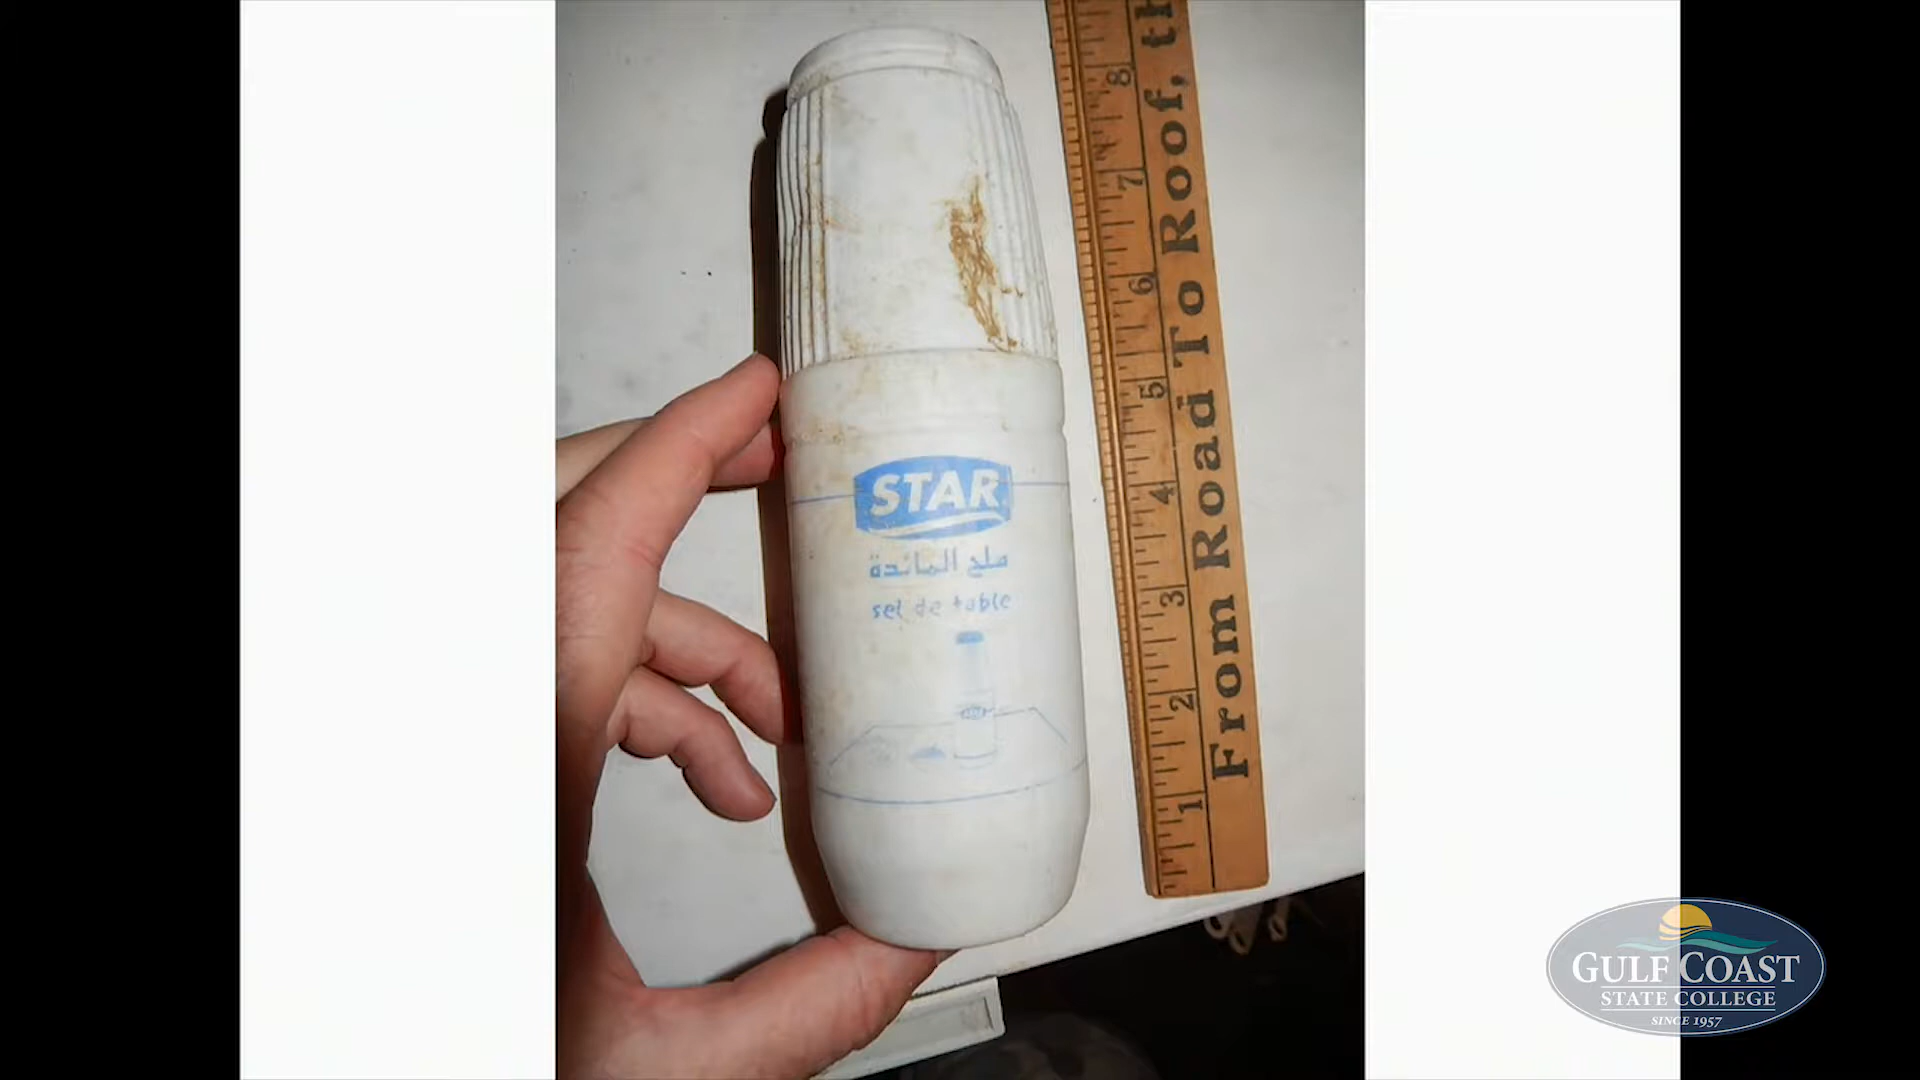 STAR
ملح المائدة
sel de table
From Road To Roof, th
8
7
6
5
4
3
2
1
GULF COAST
STATE COLLEGE
SINCE 1957